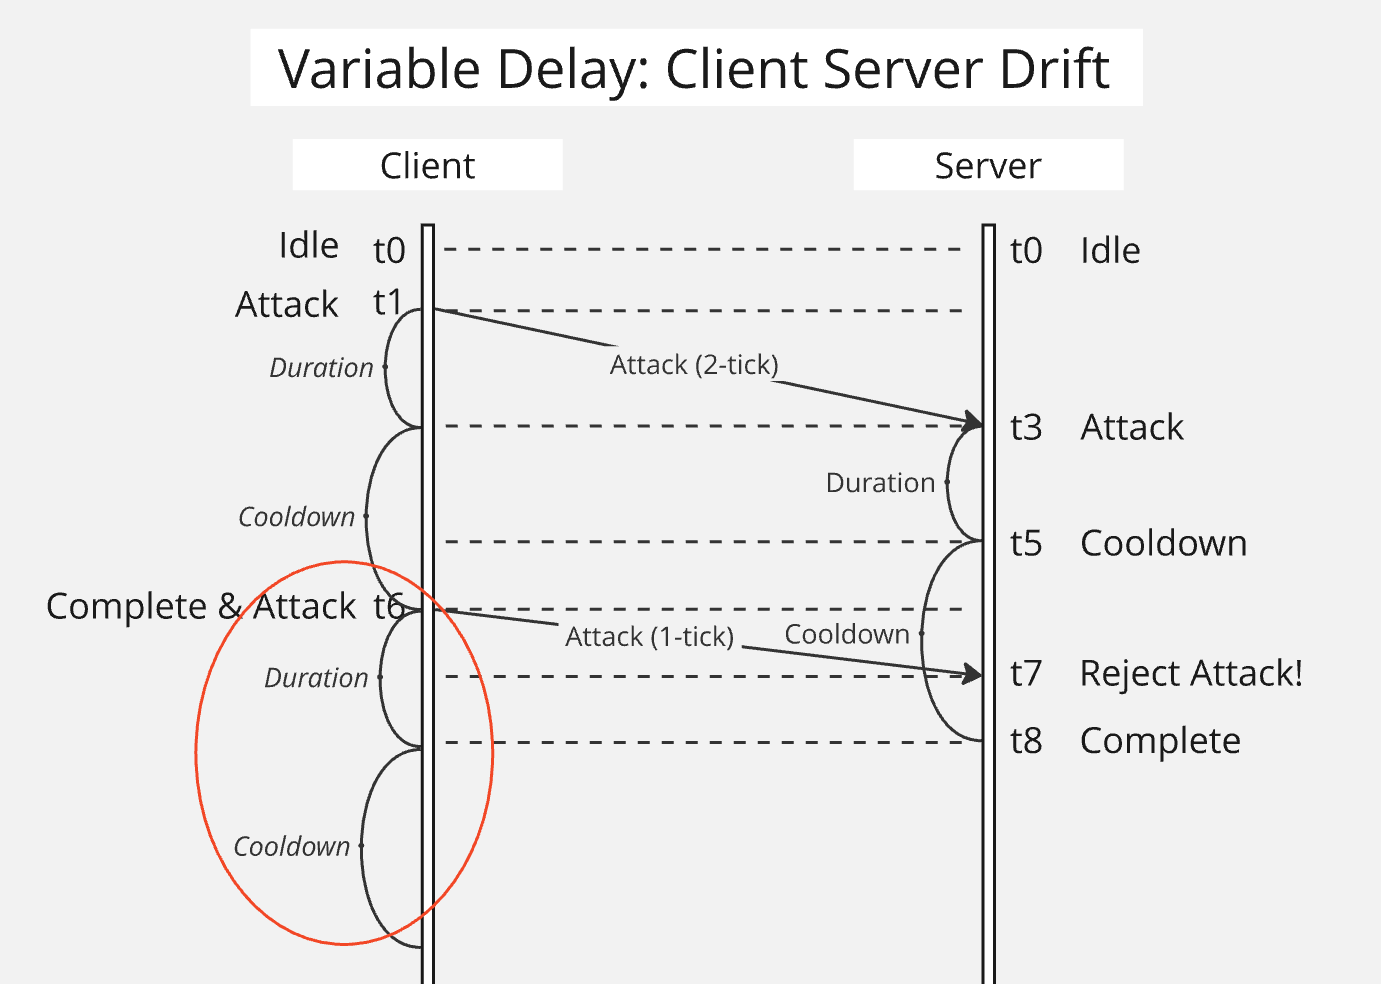 Variable Delay: Client Server Drift
Client
Server
Idle t0
t0 Idle
Attack t1
Duration
Attack (2-tick)
t3 Attack
Duration
Cooldown
t5 Cooldown
Complete & Attack t6
Attack (1-tick)
Cooldown
Duration
t7 Reject Attack!
t8 Complete
Cooldown